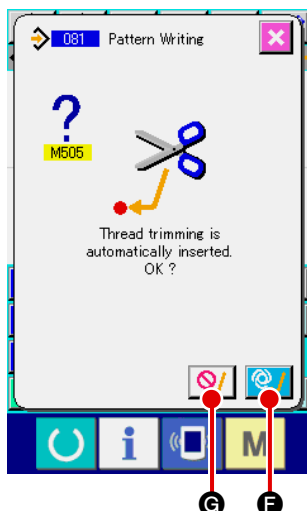 081 Pattern Writing
?
M505
Thread trimming is
automatically inserted.
OK ?
i
M
G F